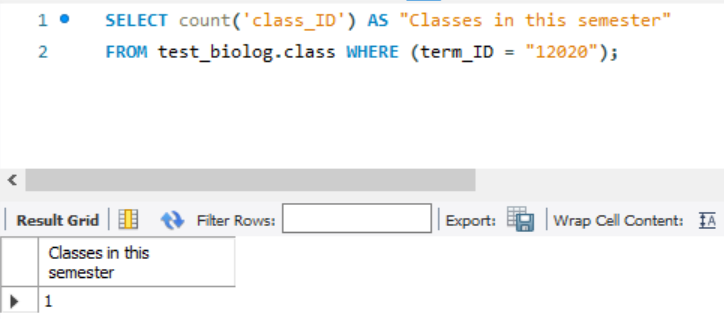 1 SELECT count('class_ID') AS "Classes in this semester"
2 FROM test_biolog.class WHERE (term_ID = "12020");
Result Grid Filter Rows: Export: Wrap Cell Content: IA
Classes in this
semester
1